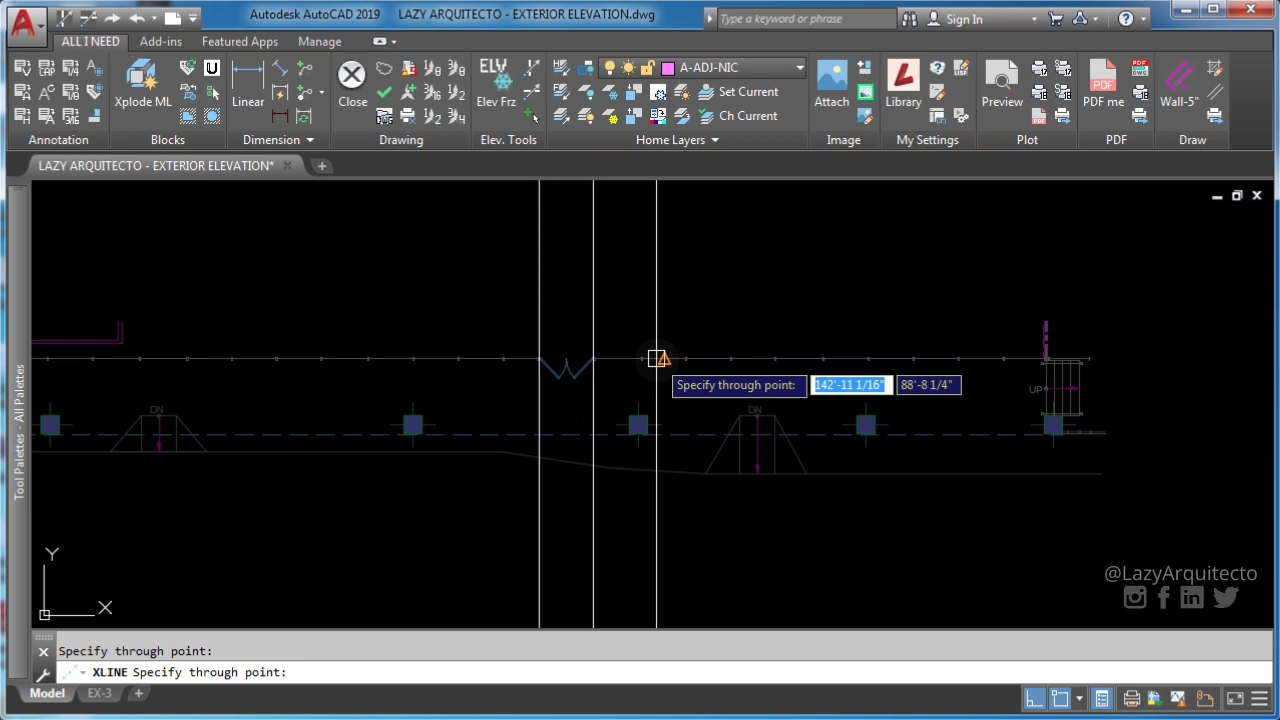 Autodesk AutoCAD 2019 LAZY ARQUITECTO - EXTERIOR ELEVATION.dwg
Type a keyword or phrase
Sign In
ALL I NEED Add-ins Featured Apps Manage
Xplode ML
Linear
Close
ELV
Elev Frz
A-ADJ-NIC
Set Current
Ch Current
Attach
Library
Preview
PDF
PDF me
Wall-5"
Annotation Blocks Dimension Drawing Elev. Tools Home Layers Image My Settings Plot PDF Draw
LAZY ARQUITECTO - EXTERIOR ELEVATION*
Tool Palettes - All Palettes
Specify through point: 142'-11 1/16" 88'-8 1/4"
UP
DN
DN
Y
X
@LazyArquitecto
Specify through point:
XLINE Specify through point:
Model EX-3